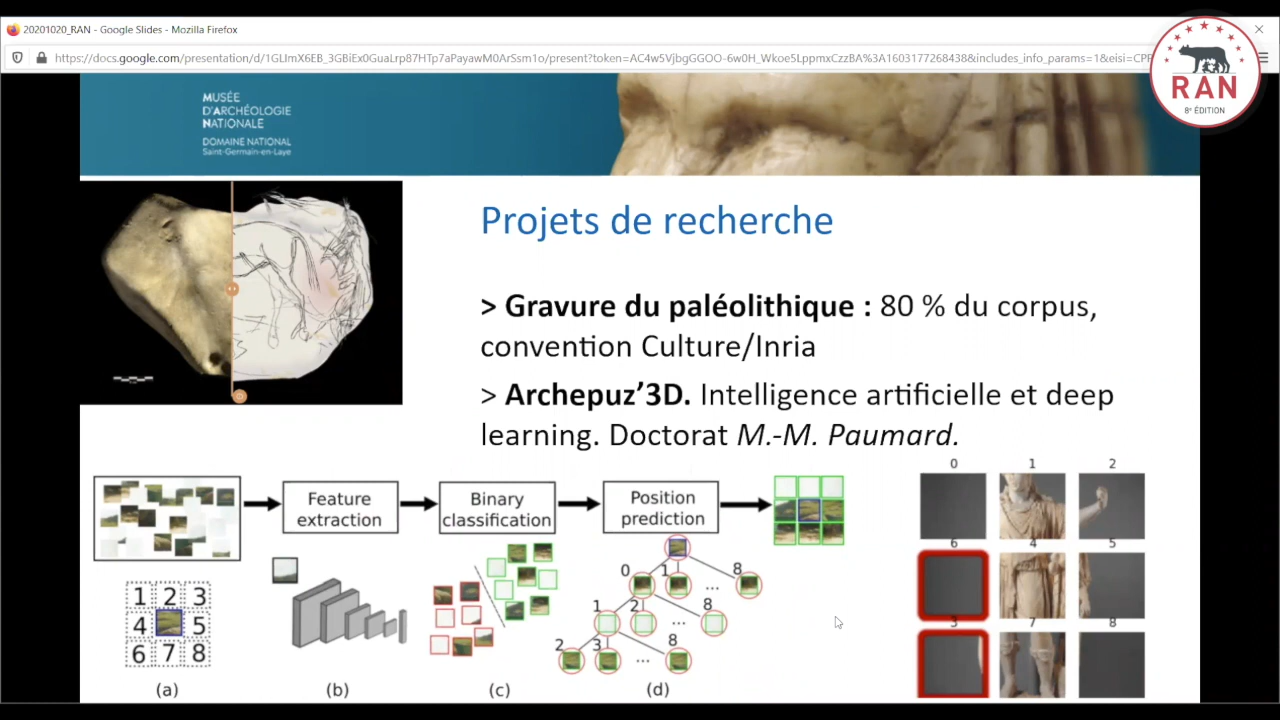 20201020_RAN - Google Slides - Mozilla Firefox
https://docs.google.com/presentation/d/1GLlmX6EB_3GBiEx0GuaLrp87HTp7aPayawM0ArSsm1o/present?token=AC4w5VjbgGGOO-6w0H_Wkoe5LppmxCzzBA%3A1603177268438&includes_info_params=1&eisi=CPE
RAN
8e ÉDITION
MUSÉE
D'ARCHÉOLOGIE
NATIONALE
DOMAINE NATIONAL
Saint-Germain-en-Laye
Projets de recherche
> Gravure du paléolithique : 80 % du corpus,
convention Culture/Inria
> Archepuz’3D. Intelligence artificielle et deep
learning. Doctorat M.-M. Paumard.
Feature
extraction
Binary
classification
Position
prediction
1 2 3
4 5
6 7 8
0 1 ... 8
1 2 ... 8
2 3 ... 8
(a) (b) (c) (d)
0 1 2
6 4 5
3 7 8